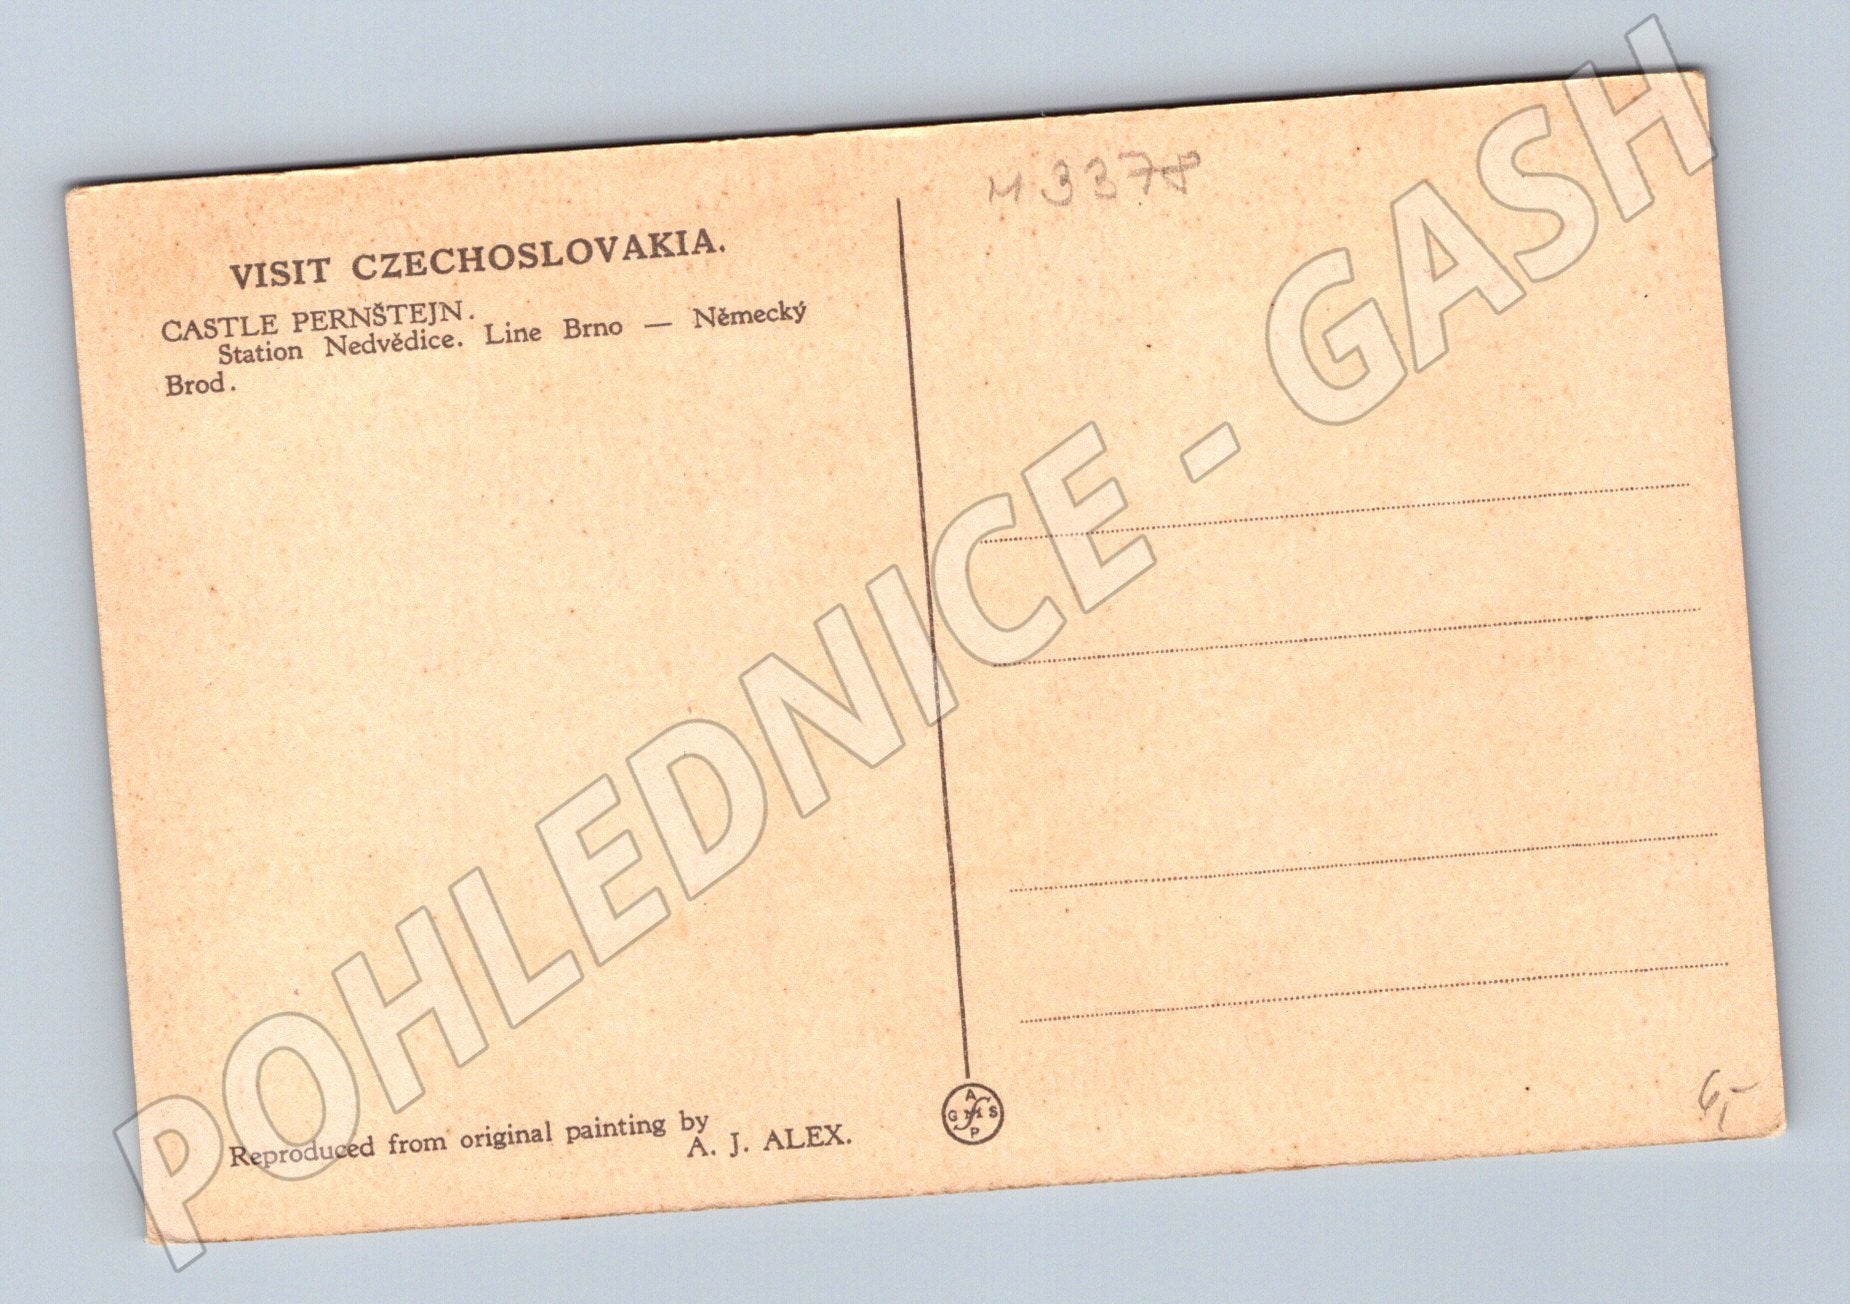 M 3378
VISIT CZECHOSLOVAKIA.
CASTLE PERNŠTEJN.
Station Nedvědice. Line Brno — Německý
Brod.
POHLEDNICE - GASH
Reproduced from original painting by
A. J. ALEX.
A
G S
P
6,-